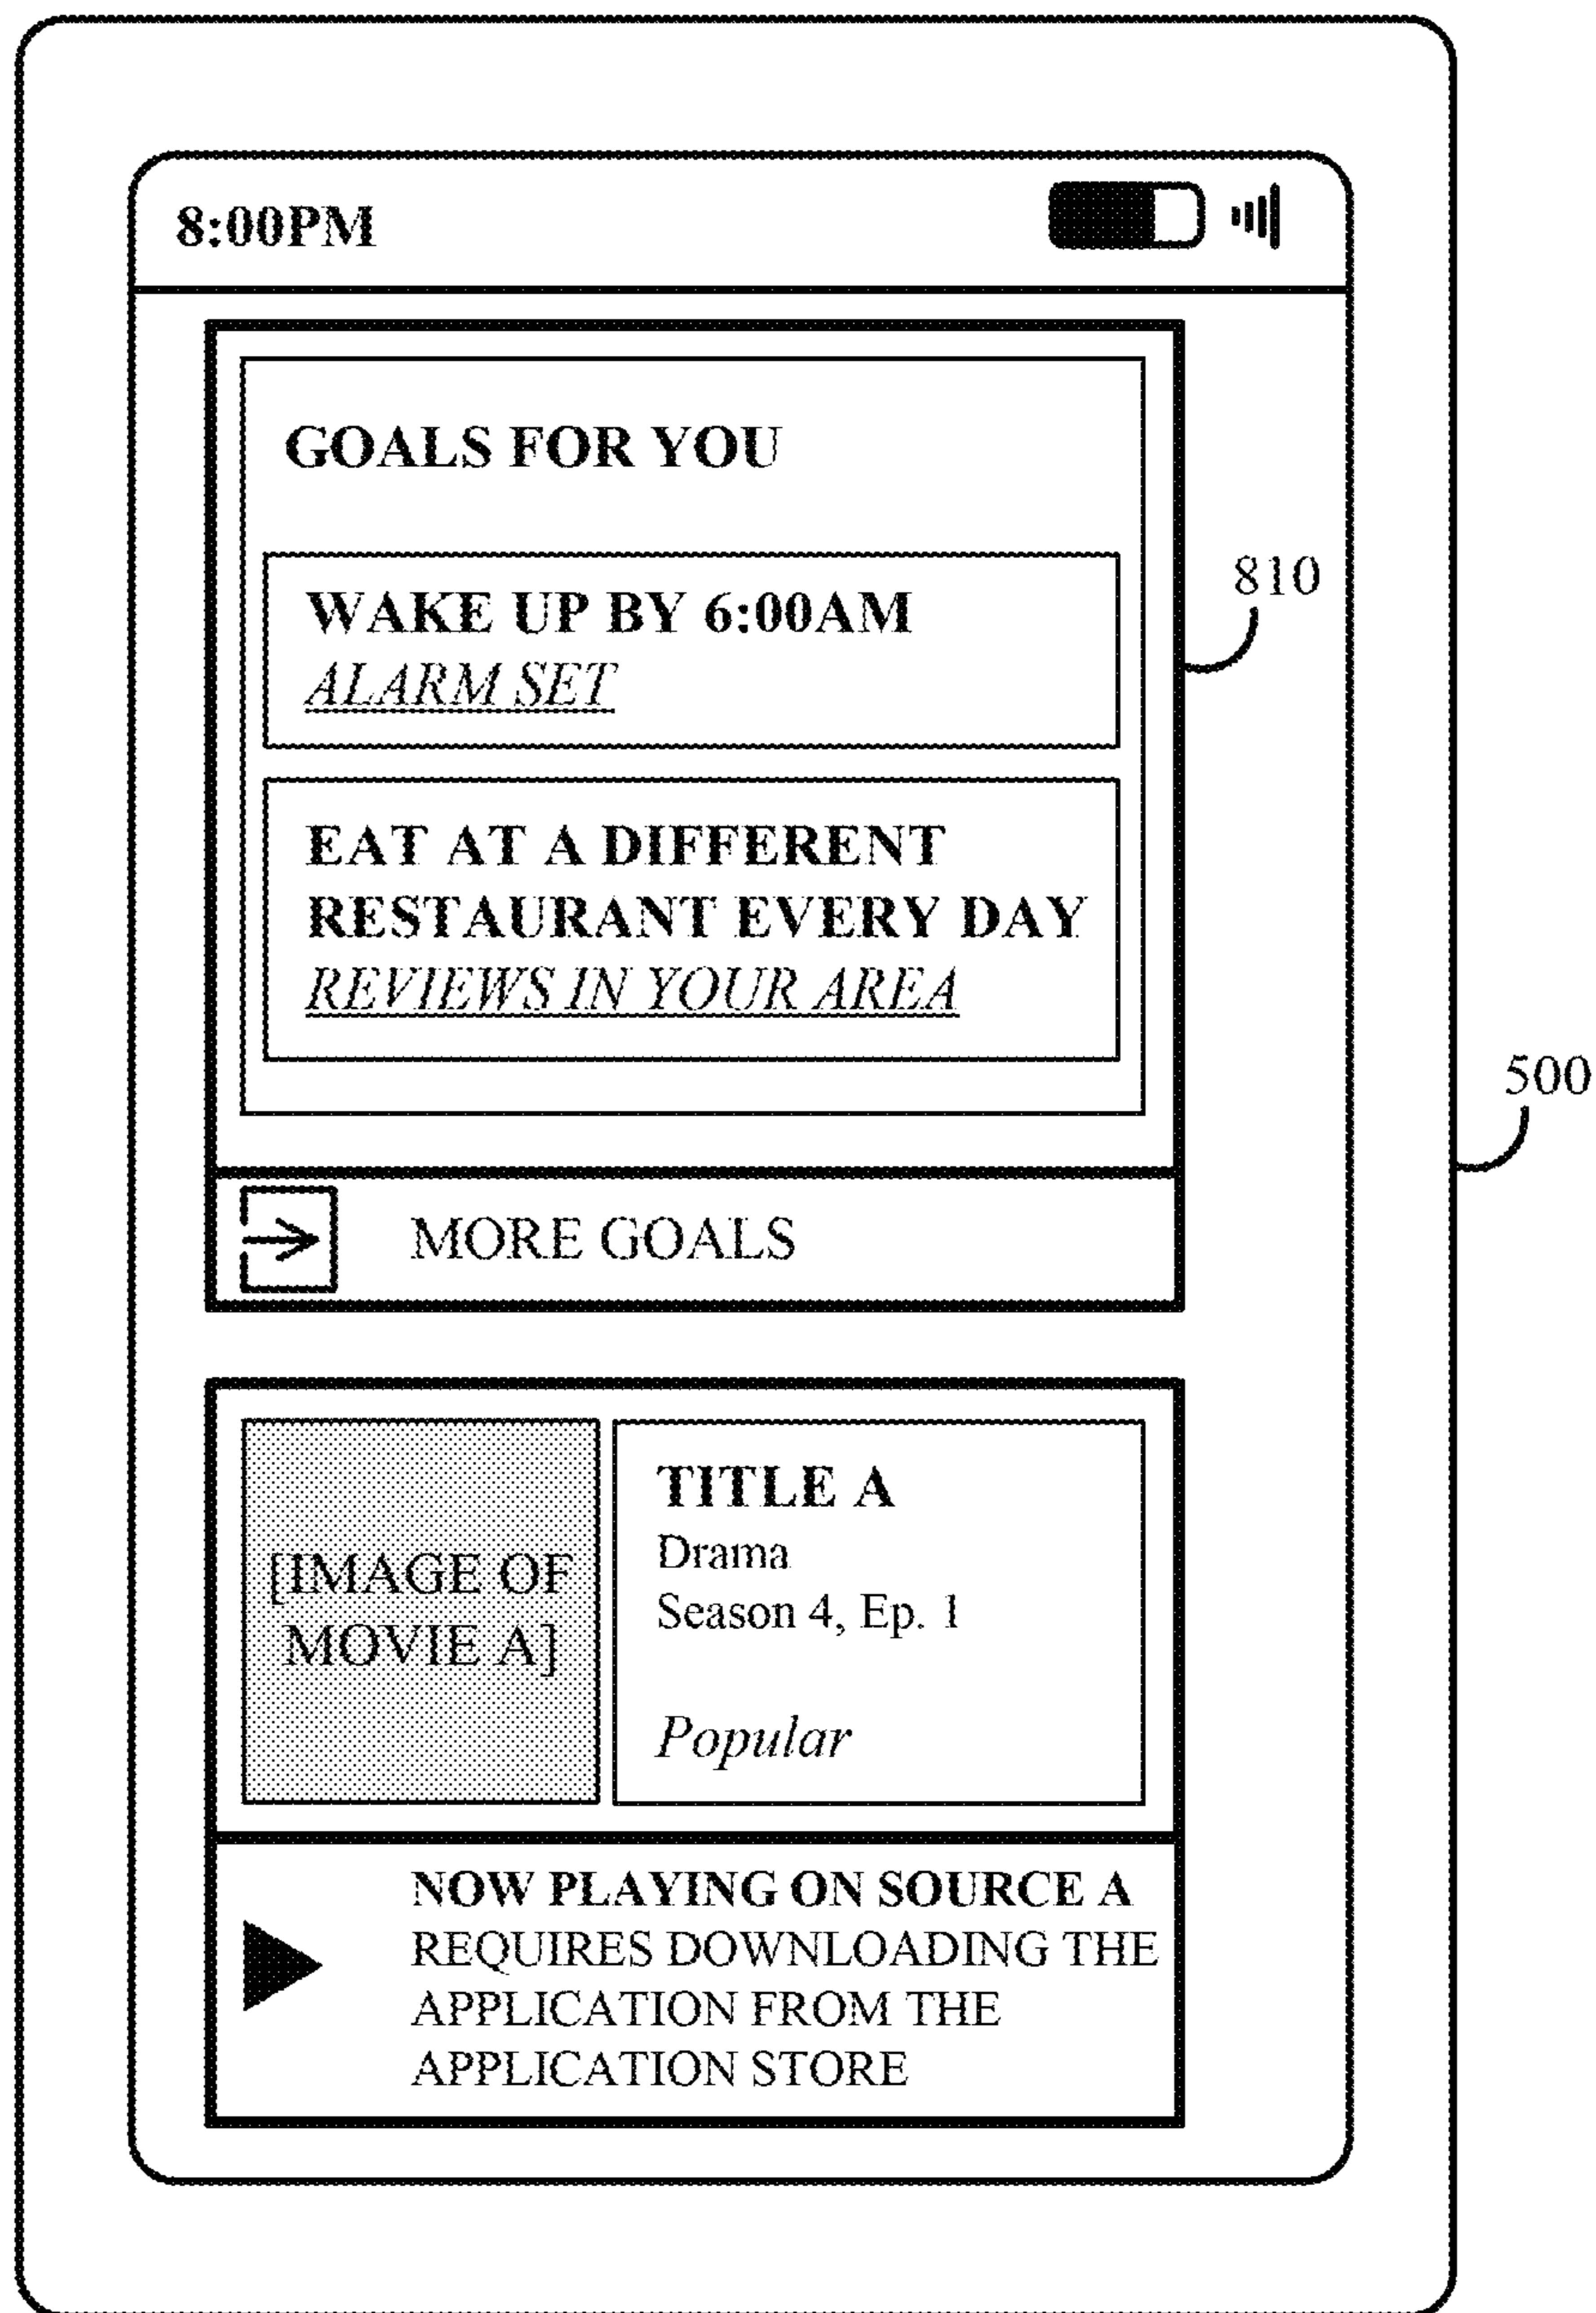 8:00PM
GOALS FOR YOU
WAKE UP BY 6:00AM
ALARM SET
810
EAT AT A DIFFERENT
RESTAURANT EVERY DAY
REVIEWS IN YOUR AREA
500
MORE GOALS
[IMAGE OF
MOVIE A]
TITLE A
Drama
Season 4, Ep. 1
Popular
NOW PLAYING ON SOURCE A
REQUIRES DOWNLOADING THE
APPLICATION FROM THE
APPLICATION STORE